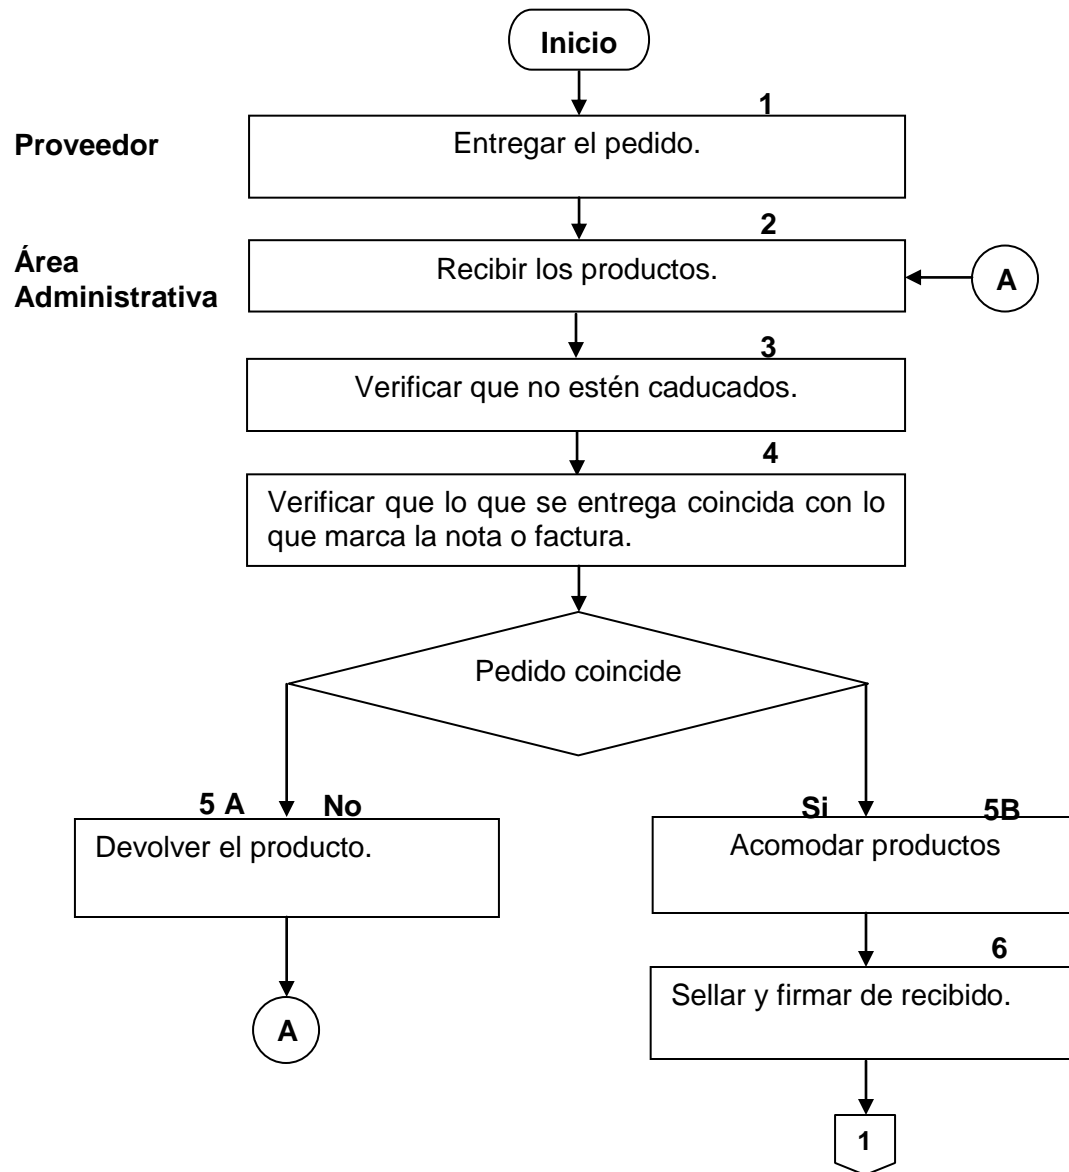 Inicio
1
Proveedor
Entregar el pedido.
2
Área
Administrativa
Recibir los productos.
A
3
Verificar que no estén caducados.
4
Verificar que lo que se entrega coincida con lo
que marca la nota o factura.
Pedido coincide
5 A
No
Si
5B
Devolver el producto.
Acomodar productos
6
Sellar y firmar de recibido.
A
1